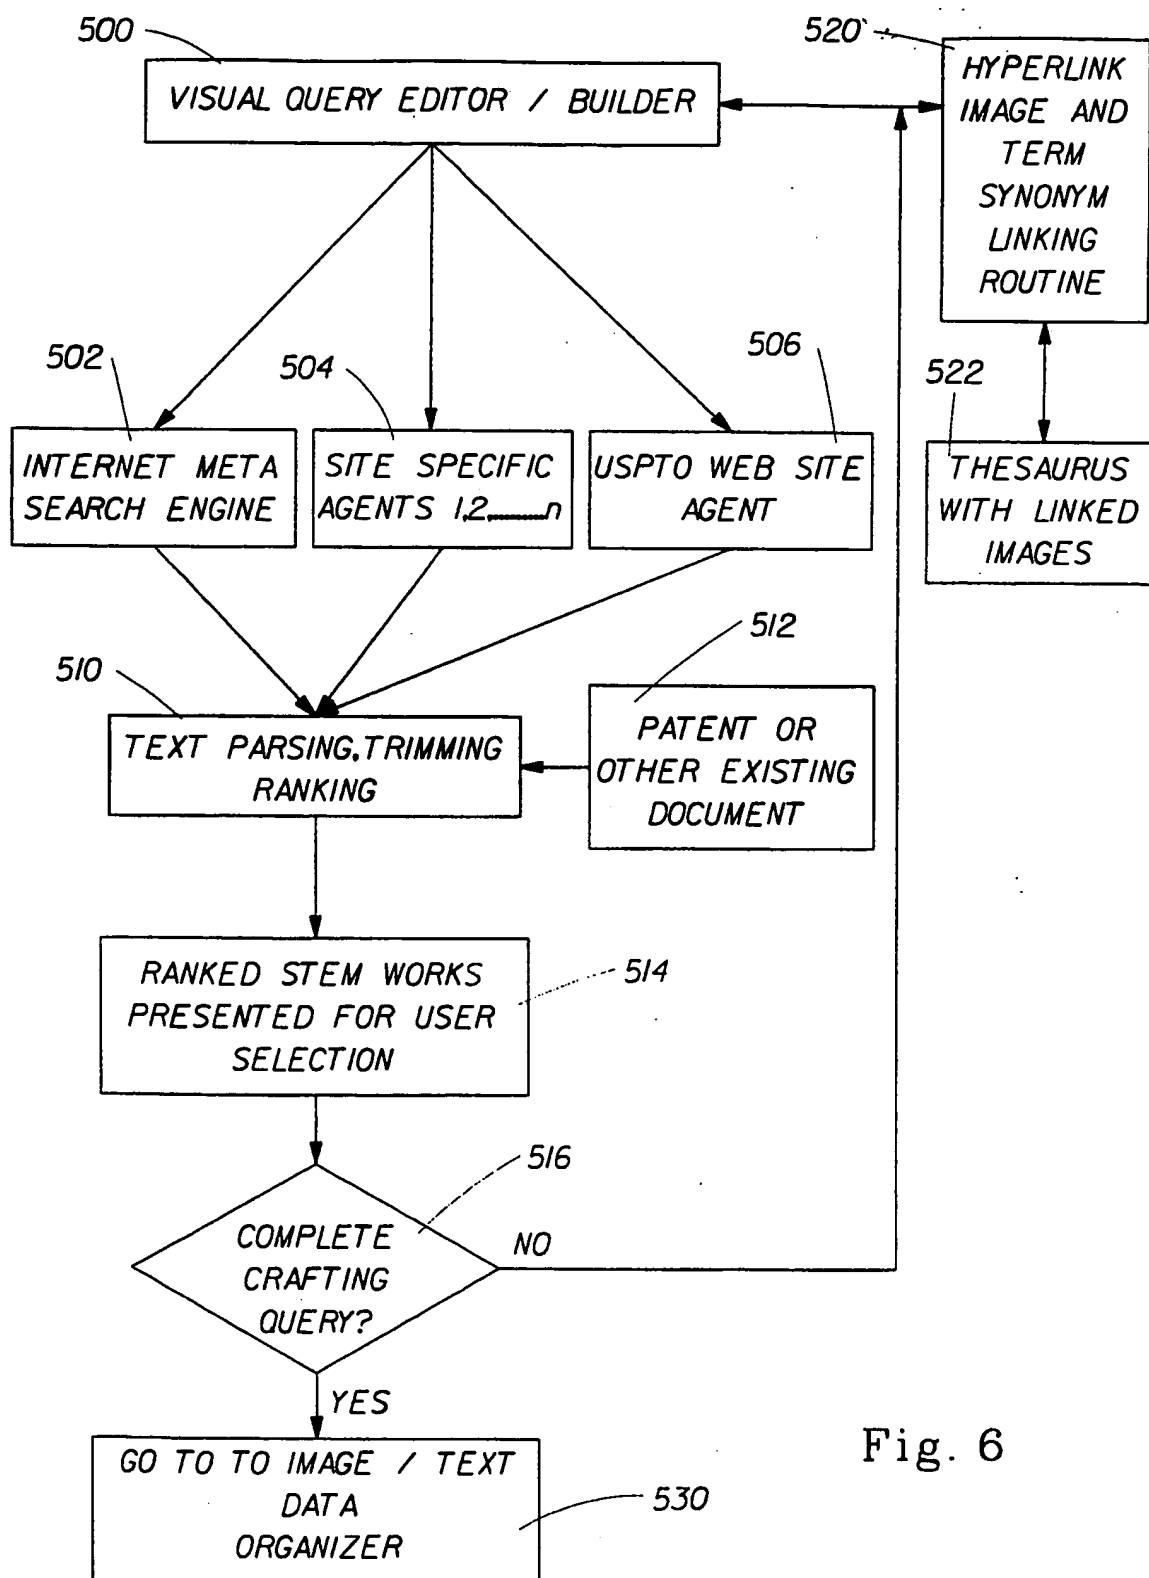 500
VISUAL QUERY EDITOR / BUILDER
520
HYPERLINK
IMAGE AND
TERM
SYNONYM
LINKING
ROUTINE
502
INTERNET META
SEARCH ENGINE
504
SITE SPECIFIC
AGENTS 1,2,........n
506
USPTO WEB SITE
AGENT
522
THESAURUS
WITH LINKED
IMAGES
510
TEXT PARSING, TRIMMING
RANKING
512
PATENT OR
OTHER EXISTING
DOCUMENT
RANKED STEM WORKS
PRESENTED FOR USER
SELECTION
514
516
COMPLETE
CRAFTING
QUERY?
NO
YES
GO TO TO IMAGE / TEXT
DATA
ORGANIZER
530
Fig. 6